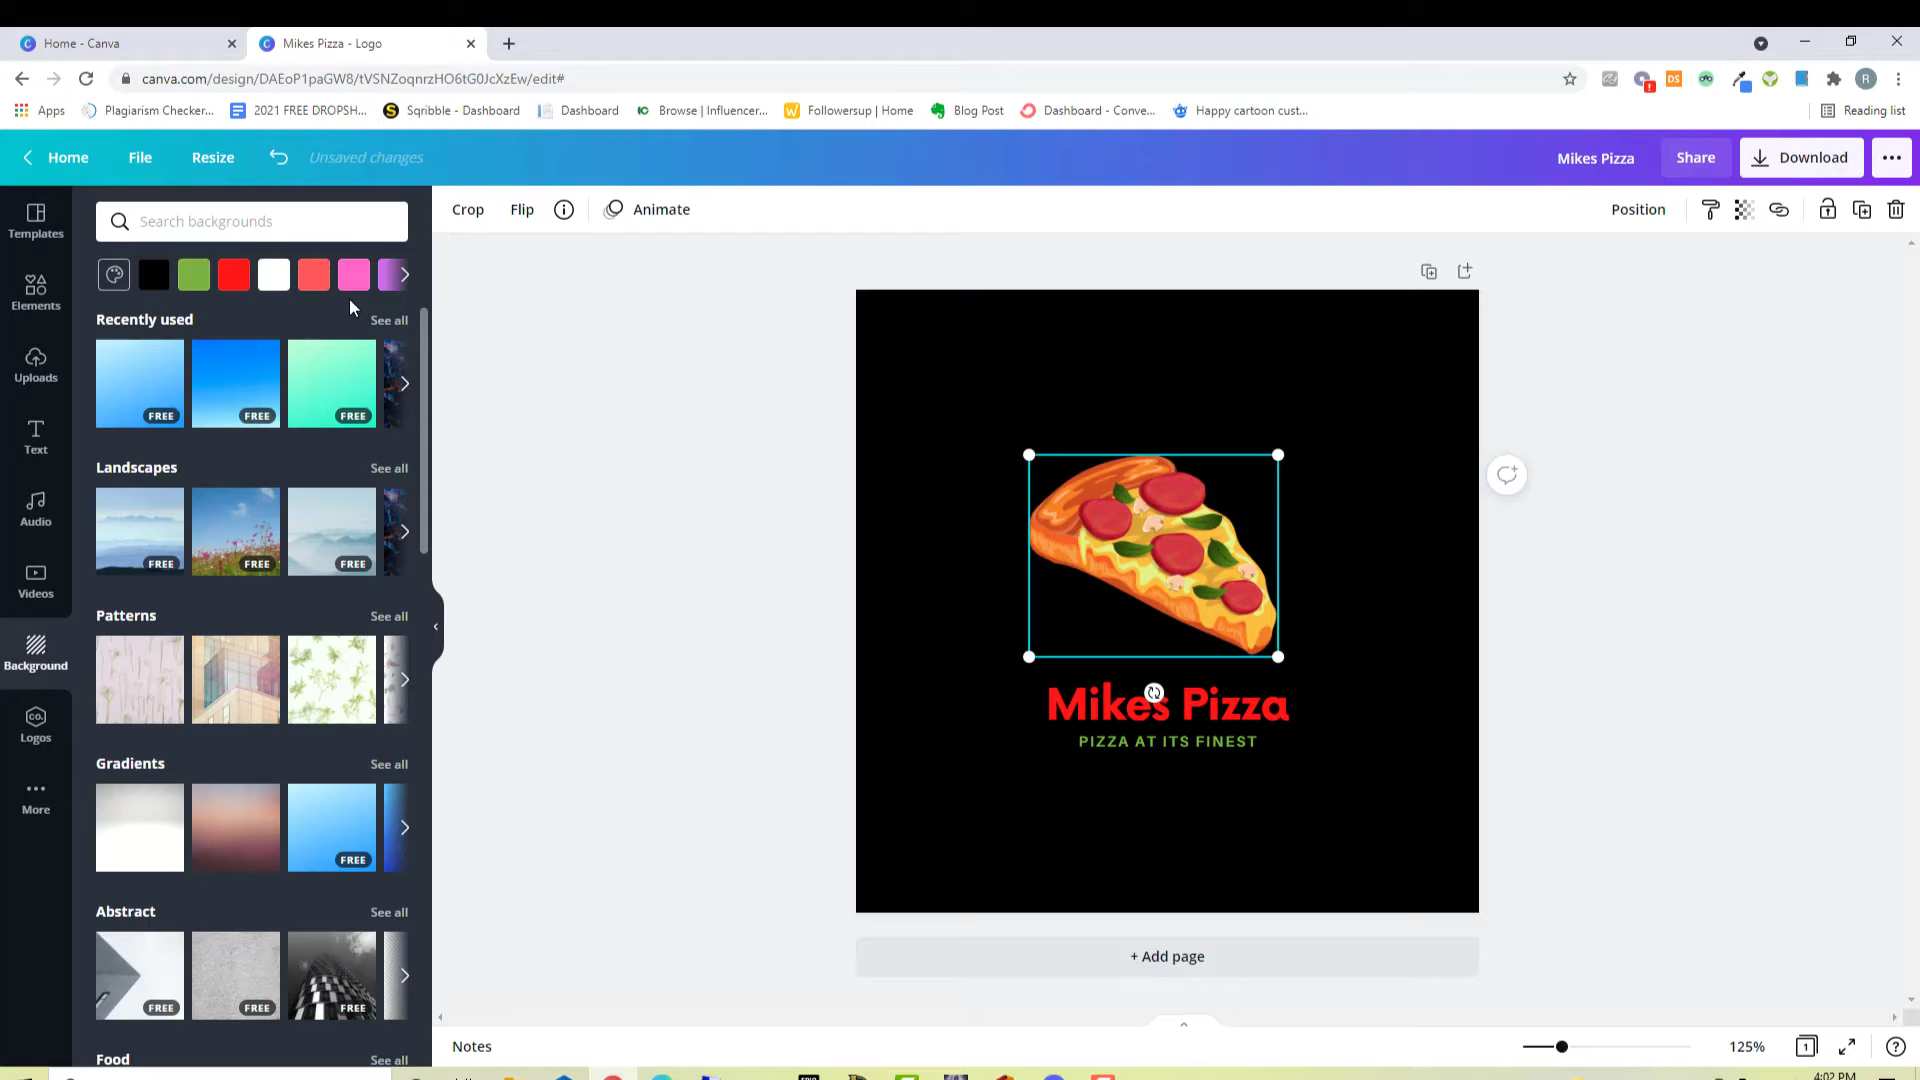 Home - Canva
Mikes Pizza - Logo
canva.com/design/DAEoP1paGW8/tVSNZoqnrzHO6tG0JcXzEw/edit#
Apps
Plagiarism Checker...
2021 FREE DROPSH...
Sqribble - Dashboard
Dashboard
Browse | Influencer...
Followersup | Home
Blog Post
Dashboard - Conve...
Happy cartoon cust...
Reading list
Home
File
Resize
Unsaved changes
Mikes Pizza
Share
Download
Templates
Elements
Uploads
Text
Audio
Videos
Background
Logos
More
Search backgrounds
Recently used
See all
FREE
FREE
FREE
Landscapes
See all
FREE
FREE
FREE
Patterns
See all
Gradients
See all
FREE
Abstract
See all
FREE
FREE
FREE
Food
See all
Crop
Flip
Animate
Position
Mikes Pizza
PIZZA AT ITS FINEST
+ Add page
Notes
125%
1
4:02 PM